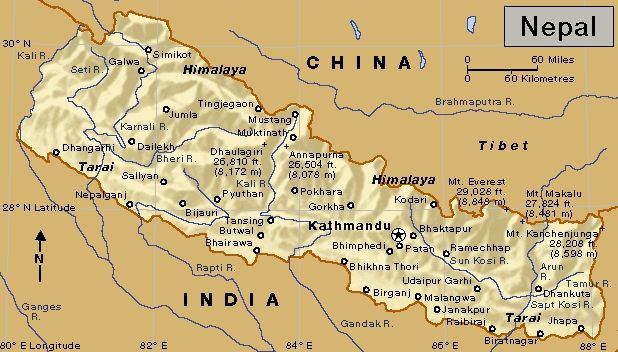 Nepal
0 60 Miles
0 60 Kilometres
30° N
CHINA
Kali R.
Simikot
Galwa
Seti R.
Himalaya
Brahmaputra R.
Tingjegaon
Jumla
Mustang
Karnali R.
Muktinath
Tibet
Dhangarhi
Dailekh
Bheri R.
Dhaulagiri
26,810 ft.
(8,172 m)
Annapurna
26,504 ft.
(8,078 m)
Tarai
Sallyan
Kali R.
Himalaya
Mt. Everest
29,028 ft.
(8,848 m)
Mt. Makalu
27,824 ft.
(8,481 m)
Nepalganj
Pyuthan
Pokhara
Gorkha
Kodari
28° N Latitude
Bijauri
Tansing
Kathmandu
Bhaktapur
Mt. Kanchenjunga
28,208 ft.
(8,598 m)
Butwal
Bhairawa
Bhimphedi
Patan
Ramechhap
Sun Kosi R.
N
Rapti R.
Bhikhna Thori
Udaipur Garhi
Arun
R.
Tamur R.
INDIA
Birganj
Malangwa
Dhankuta
Sapt Kosi R.
Ganges
R.
Gandak R.
Janakpur
Raibiraj
Tarai
Jhapa
Biratnagar
80° E Longitude
82° E
84° E
86° E
88° E